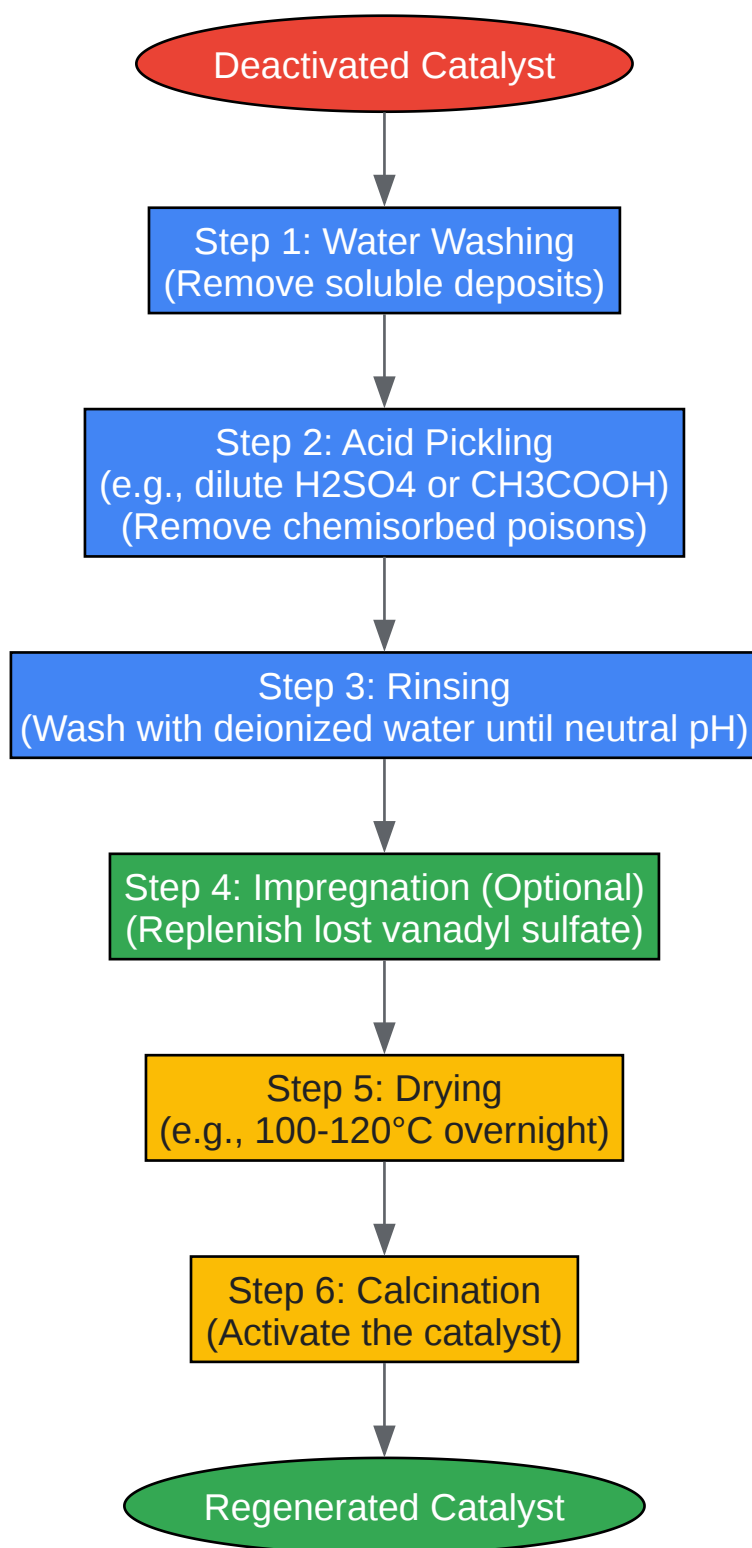 Deactivated Catalyst
Step 1: Water Washing
(Remove soluble deposits)
Step 2: Acid Pickling
(e.g., dilute H2SO4 or CH3COOH)
(Remove chemisorbed poisons)
Step 3: Rinsing
(Wash with deionized water until neutral pH)
Step 4: Impregnation (Optional)
(Replenish lost vanadyl sulfate)
Step 5: Drying
(e.g., 100-120°C overnight)
Step 6: Calcination
(Activate the catalyst)
Regenerated Catalyst